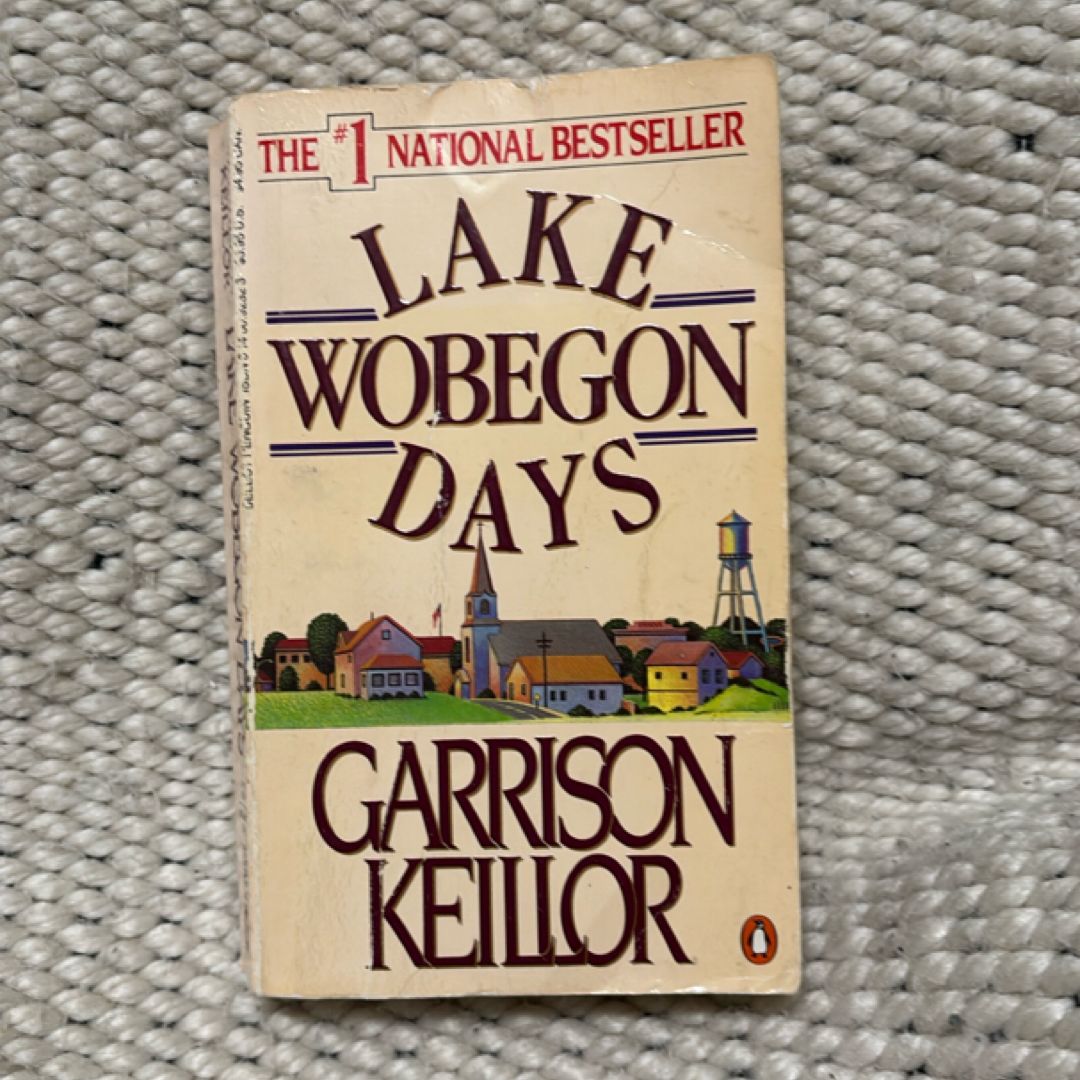 THE #1 NATIONAL BESTSELLER
LAKE
WOBEGON
DAYS
GARRISON
KEILLOR